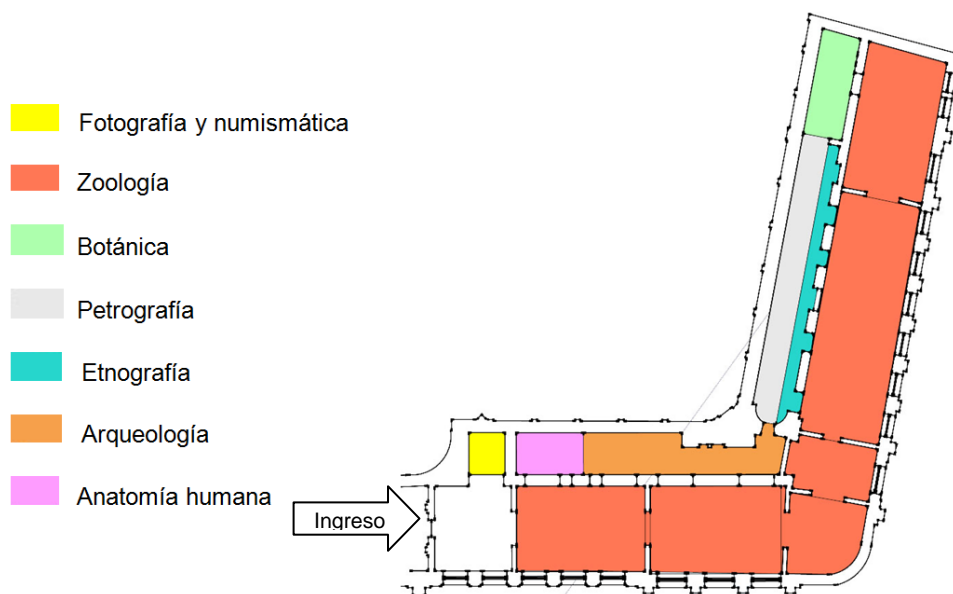 Fotografía y numismática
Zoología
Botánica
Petrografía
Etnografía
Arqueología
Anatomía humana
Ingreso